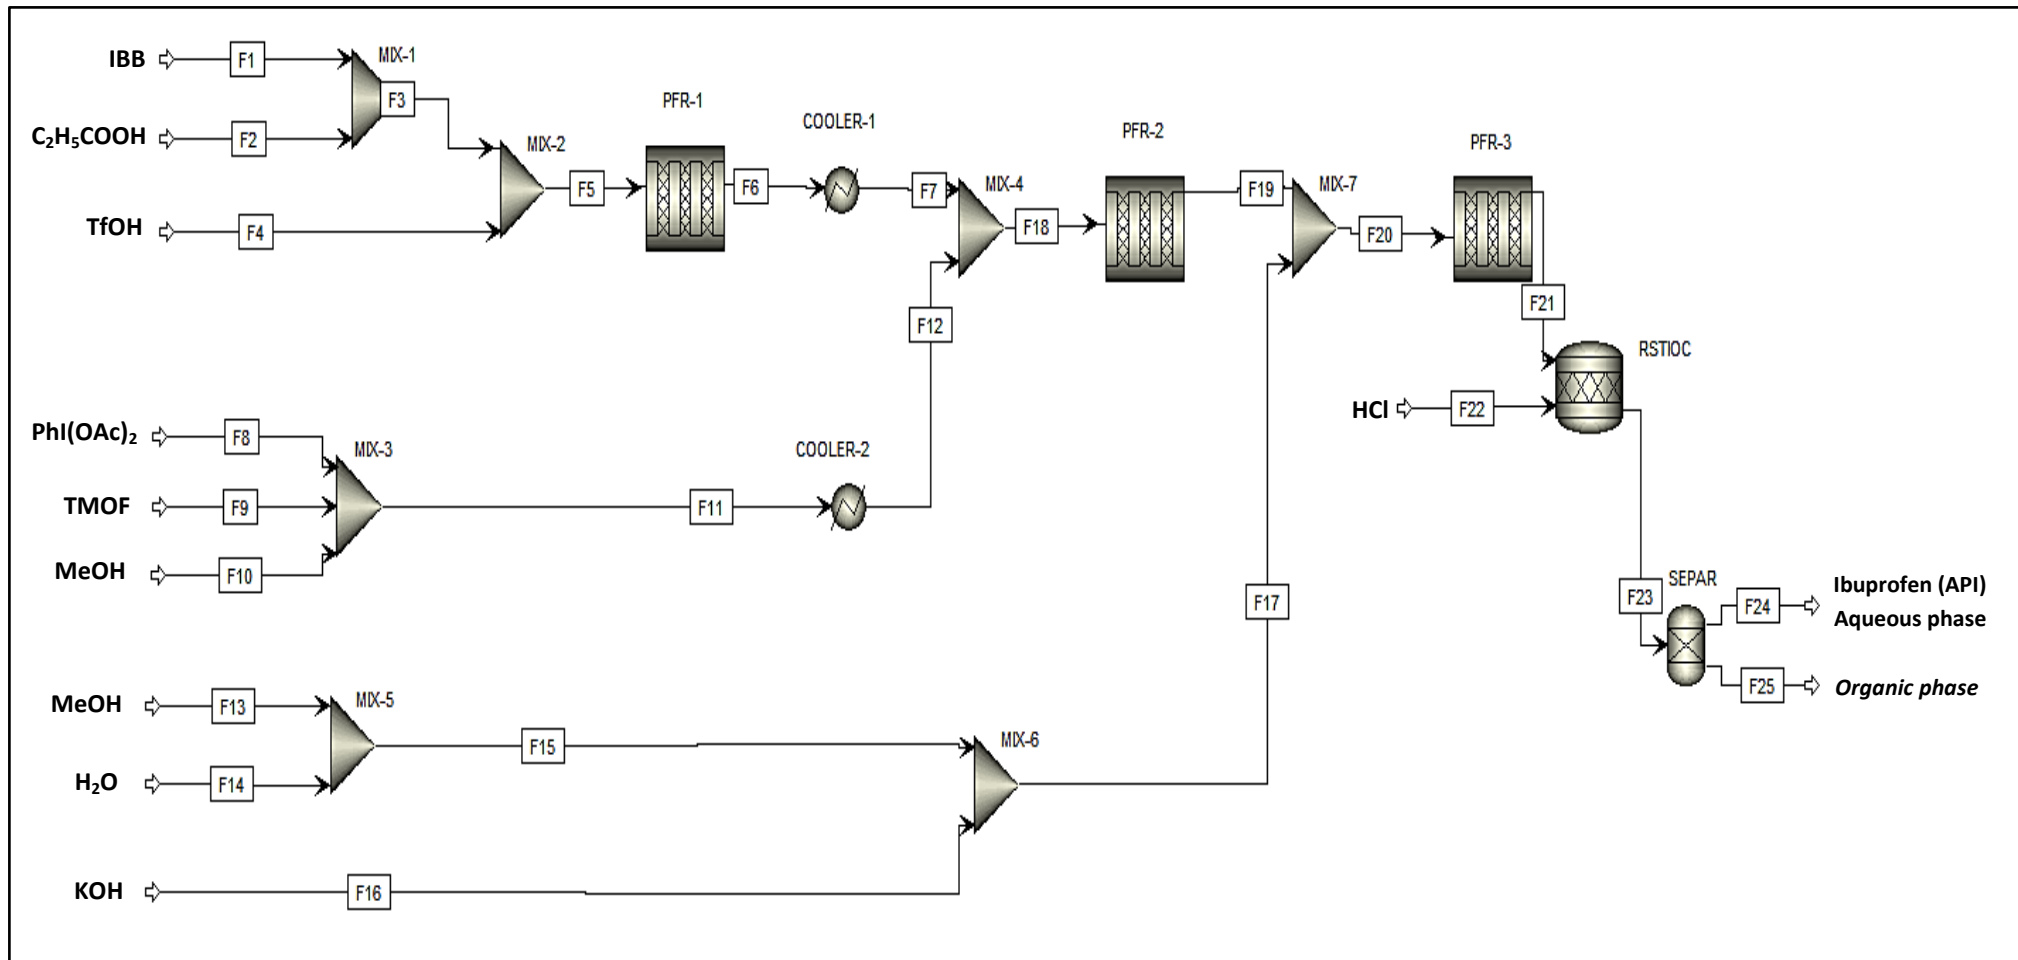 IBB
F1
MIX-1
F3
C₂H₅COOH
F2
MIX-2
TfOH
F4
F5
PFR-1
F6
COOLER-1
F7
MIX-4
F18
PFR-2
F19
MIX-7
F20
PFR-3
F21
RSTIOC
HCl
F22
F12
PhI(OAc)₂
F8
MIX-3
TMOF
F9
MeOH
F10
F11
COOLER-2
F17
F23
SEPAR
F24
Ibuprofen (API)
Aqueous phase
F25
Organic phase
MeOH
F13
MIX-5
H₂O
F14
F15
MIX-6
KOH
F16